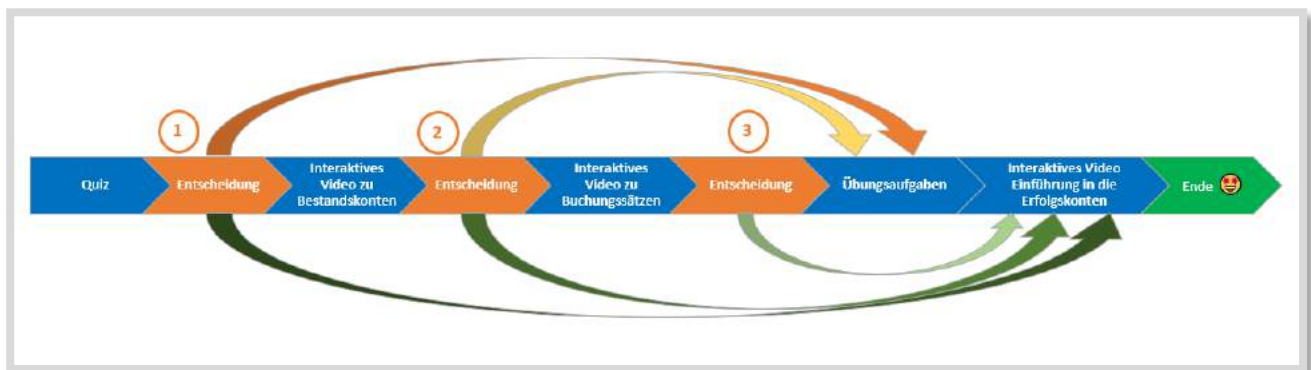 1
2
3
Quiz
Entscheidung
Interaktives
Video zu
Bestandskonten
Entscheidung
Interaktives
Video zu
Buchungssätzen
Entscheidung
Übungsaufgaben
Interaktives Video
Einführung in die
Erfolgskonten
Ende 🤩